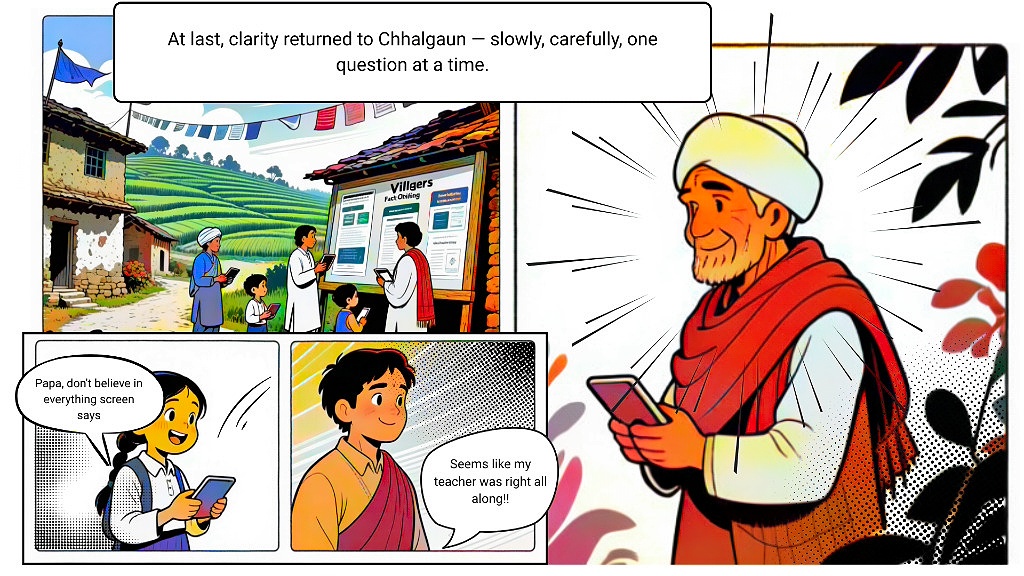 At last, clarity returned to Chhalgaun — slowly, carefully, one
question at a time.
Villgers
Papa, don't believe in
everything screen
says
Seems like my
teacher was right all
along!!